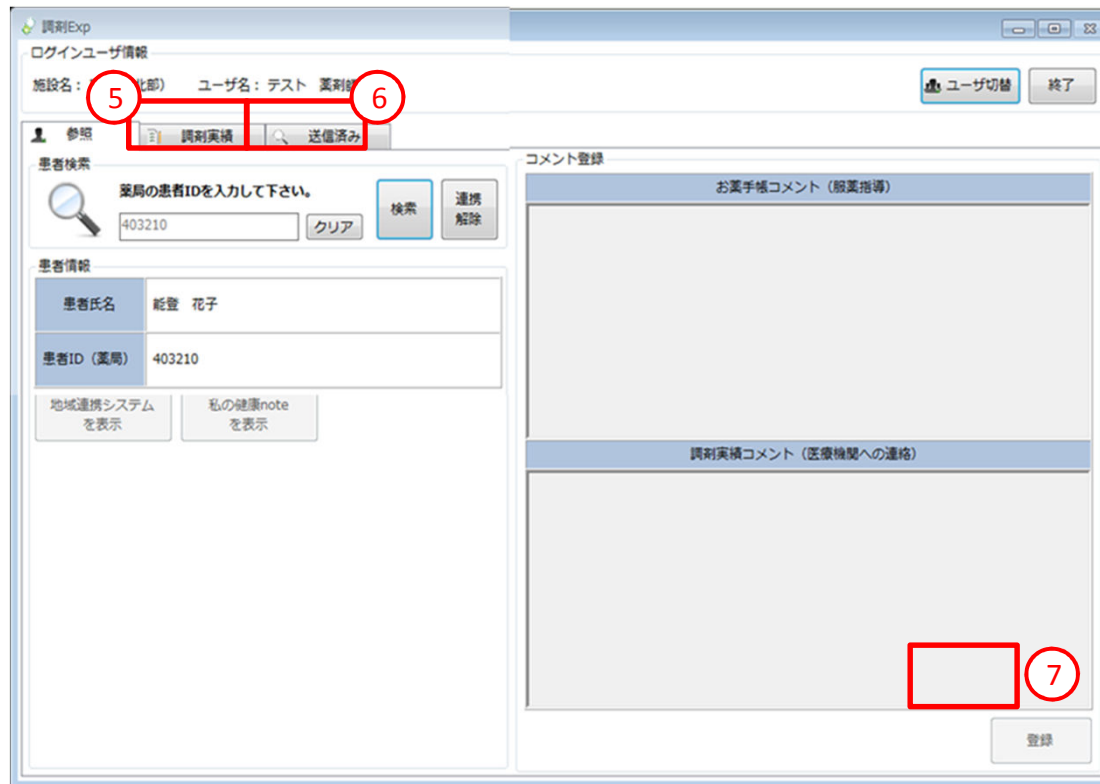 調剤Exp
ログインユーザ情報
施設名： 北部） ユーザ名： テスト 薬剤師
5
6
ユーザ切替
終了
参照
調剤実績
送信済み
患者検索
薬局の患者IDを入力して下さい。
403210
クリア
検索
連携
解除
患者情報
患者氏名 能登 花子
患者ID（薬局） 403210
地域連携システム
を表示
私の健康note
を表示
コメント登録
お薬手帳コメント（服薬指導）
調剤実績コメント（医療機関への連絡）
7
登録